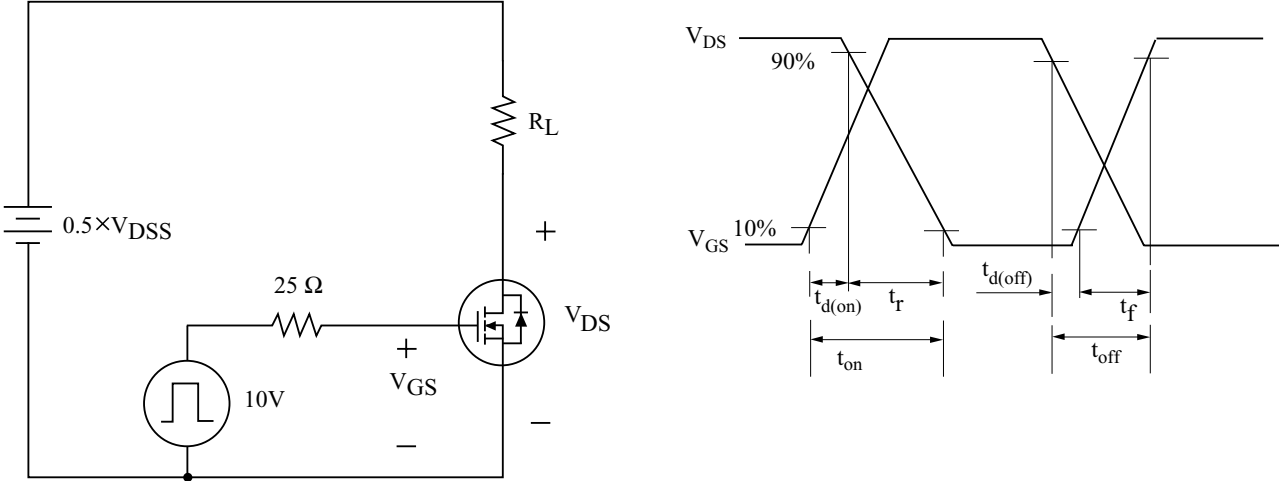 R_L
0.5×V_DSS
+
25 Ω
V_DS
+
V_GS
10V
−
−
V_DS
90%
V_GS 10%
t_d(on)
t_r
t_d(off)
t_f
t_on
t_off